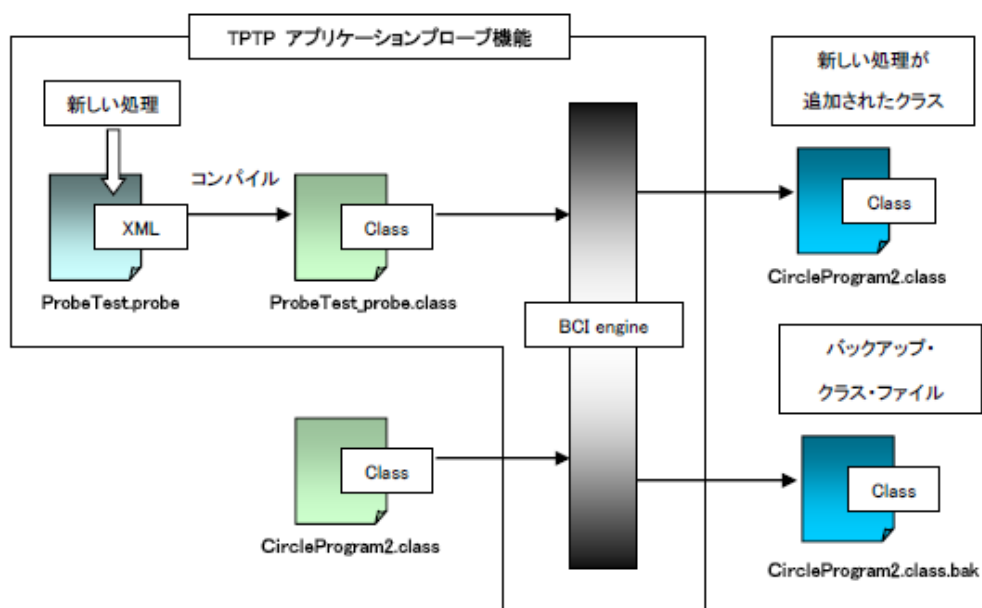 TPTP アプリケーションプローブ機能
新しい処理
XML
ProbeTest.probe
コンパイル
Class
ProbeTest_probe.class
BCI engine
新しい処理が
追加されたクラス
Class
CircleProgram2.class
Class
CircleProgram2.class
バックアップ・
クラス・ファイル
Class
CircleProgram2.class.bak